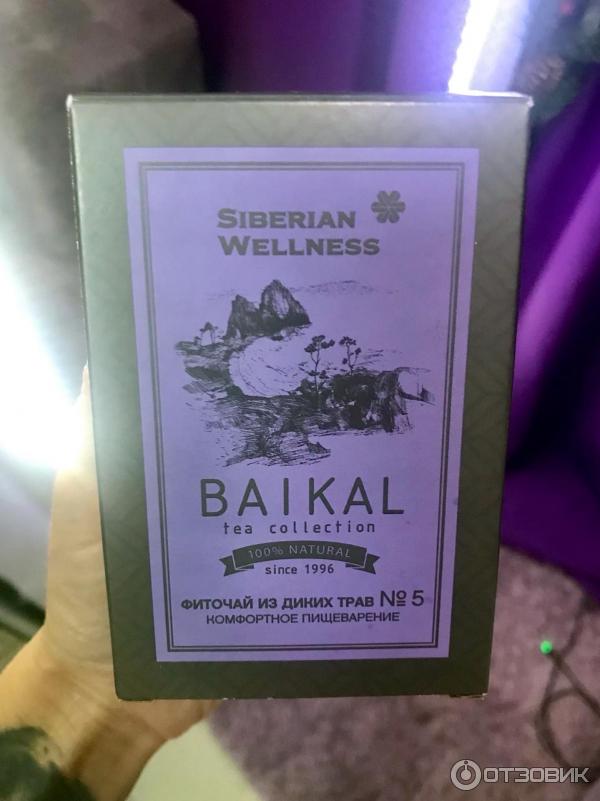 SIBERIAN
WELLNESS
BAIKAL
tea collection
100% NATURAL
since 1996
ФИТОЧАЙ ИЗ ДИКИХ ТРАВ № 5
КОМФОРТНОЕ ПИЩЕВАРЕНИЕ
ОТЗОВИК